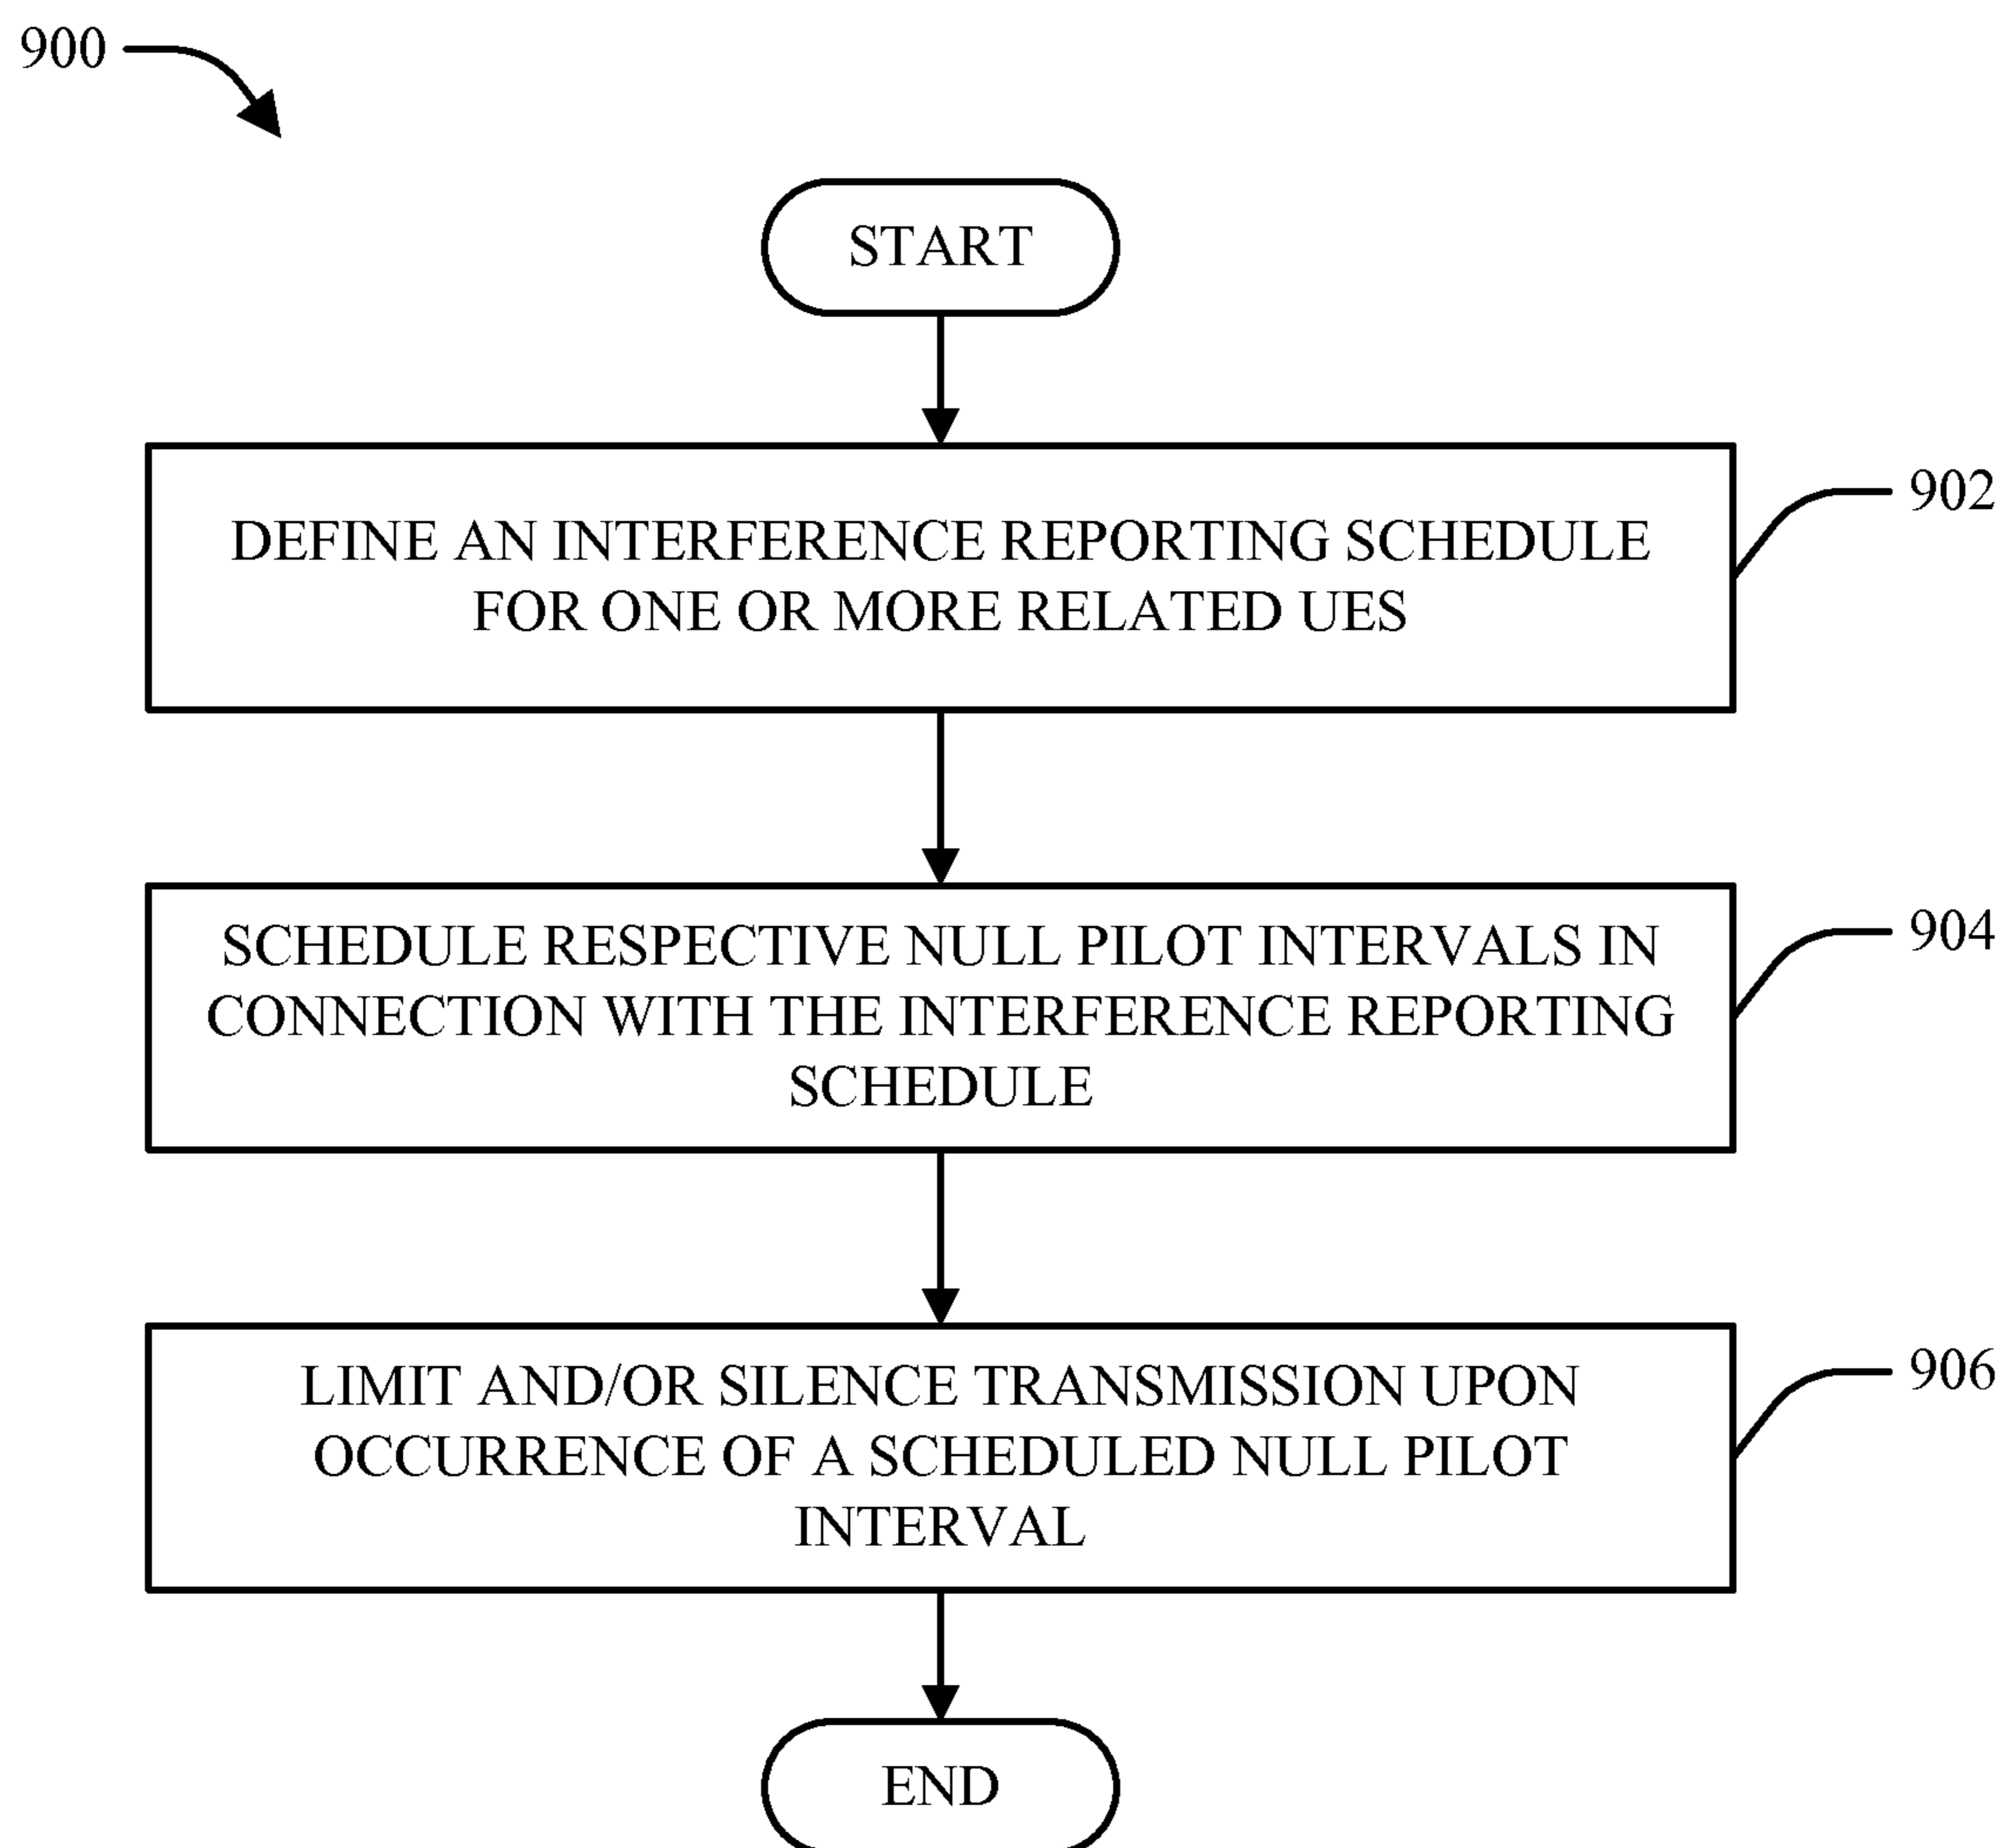 900
START
DEFINE AN INTERFERENCE REPORTING SCHEDULE
FOR ONE OR MORE RELATED UES
902
SCHEDULE RESPECTIVE NULL PILOT INTERVALS IN
CONNECTION WITH THE INTERFERENCE REPORTING
SCHEDULE
904
LIMIT AND/OR SILENCE TRANSMISSION UPON
OCCURRENCE OF A SCHEDULED NULL PILOT
INTERVAL
906
END